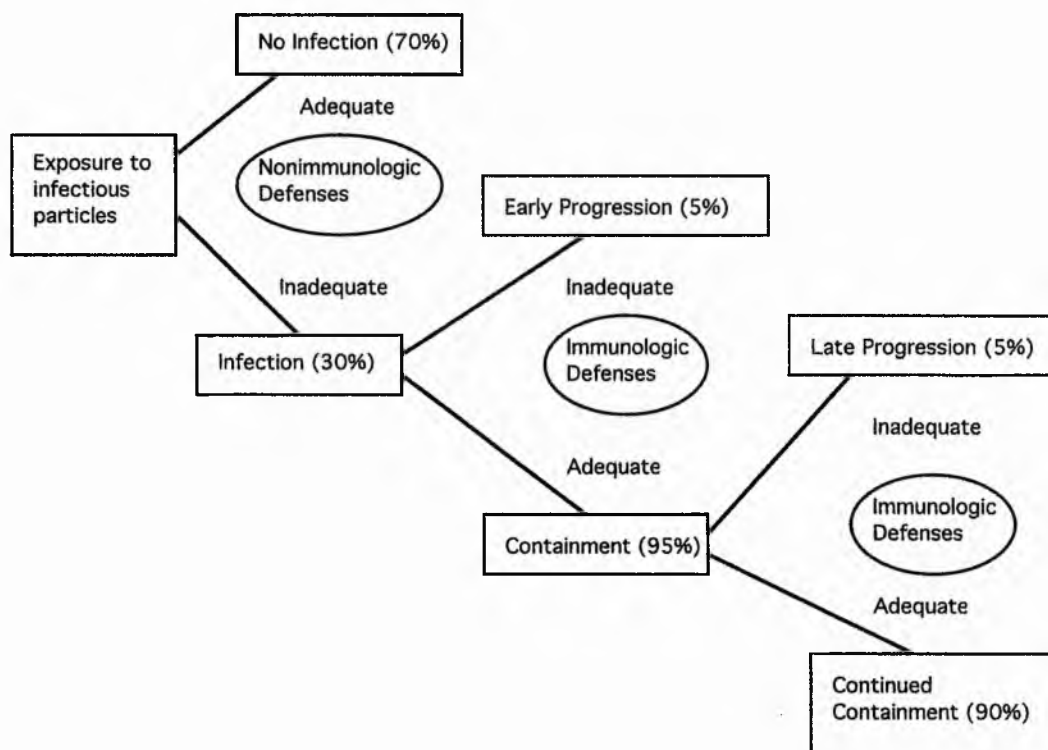 No Infection (70%)
Adequate
Exposure to
infectious
particles
Nonimmunologic
Defenses
Inadequate
Infection (30%)
Early Progression (5%)
Inadequate
Immunologic
Defenses
Adequate
Containment (95%)
Late Progression (5%)
Inadequate
Immunologic
Defenses
Adequate
Continued
Containment (90%)